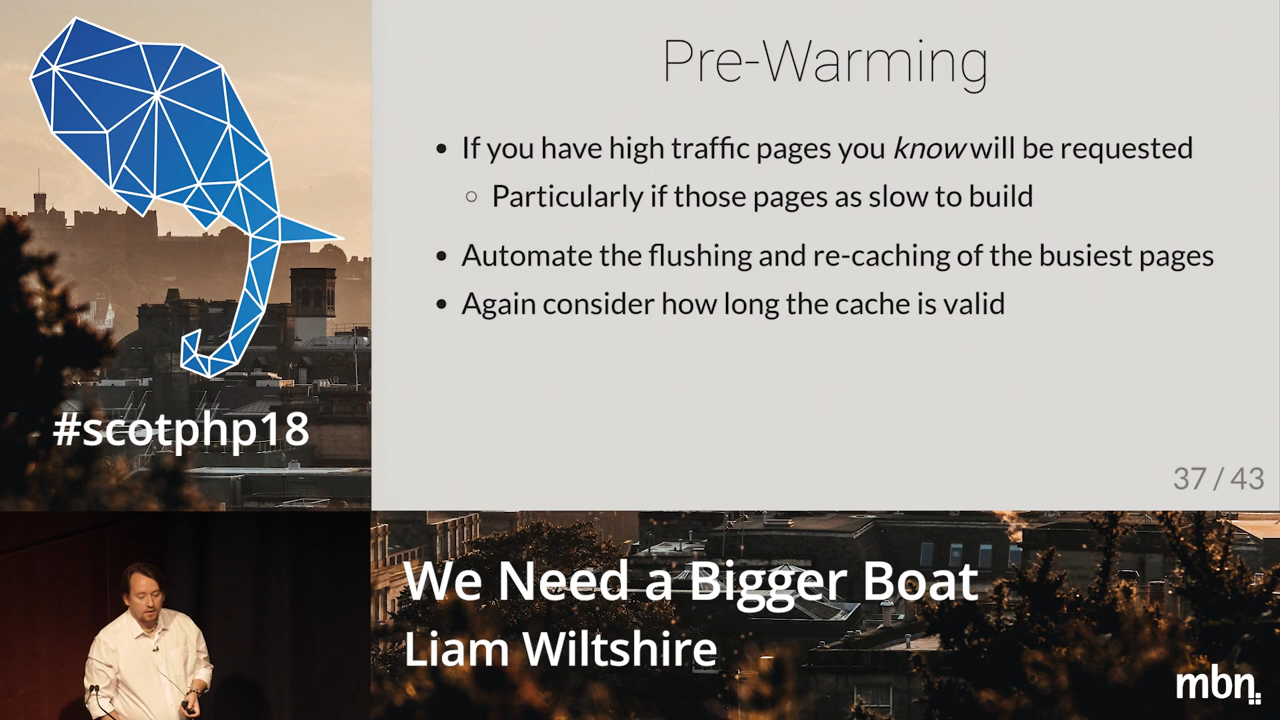 Pre-Warming
• If you have high traffic pages you know will be requested
○ Particularly if those pages as slow to build
• Automate the flushing and re-caching of the busiest pages
• Again consider how long the cache is valid
37 / 43
#scotphp18
We Need a Bigger Boat
Liam Wiltshire
mbn